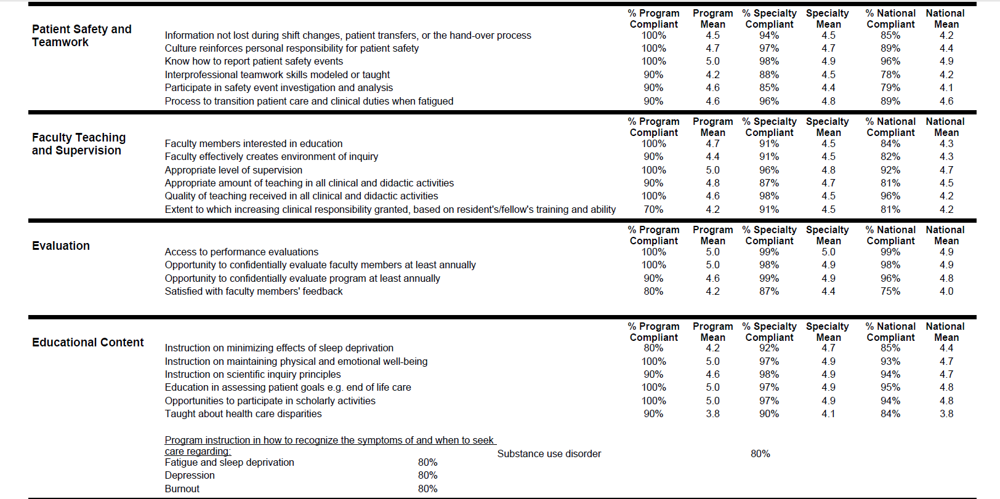 % Program Program % Specialty Specialty % National National
Patient Safety and Compliant Mean Compliant Mean Compliant Mean
Teamwork
Information not lost during shift changes, patient transfers, or the hand-over process 100% 4.5 94% 4.5 85% 4.2
Culture reinforces personal responsibility for patient safety 100% 4.7 97% 4.7 89% 4.4
Know how to report patient safety events 100% 5.0 98% 4.9 96% 4.9
Interprofessional teamwork skills modeled or taught 90% 4.2 88% 4.5 78% 4.2
Participate in safety event investigation and analysis 90% 4.6 85% 4.4 79% 4.1
Process to transition patient care and clinical duties when fatigued 90% 4.6 96% 4.8 89% 4.6
% Program Program % Specialty Specialty % National National
Faculty Teaching Compliant Mean Compliant Mean Compliant Mean
and Supervision
Faculty members interested in education 100% 4.7 91% 4.5 84% 4.3
Faculty effectively creates environment of inquiry 90% 4.4 91% 4.5 82% 4.3
Appropriate level of supervision 100% 5.0 96% 4.8 92% 4.7
Appropriate amount of teaching in all clinical and didactic activities 90% 4.8 87% 4.7 81% 4.5
Quality of teaching received in all clinical and didactic activities 100% 4.6 98% 4.5 96% 4.2
Extent to which increasing clinical responsibility granted, based on resident's/fellow's training and ability 70% 4.2 91% 4.5 81% 4.2
% Program Program % Specialty Specialty % National National
Evaluation Compliant Mean Compliant Mean Compliant Mean
Access to performance evaluations 100% 5.0 99% 5.0 99% 4.9
Opportunity to confidentially evaluate faculty members at least annually 100% 5.0 98% 4.9 98% 4.9
Opportunity to confidentially evaluate program at least annually 90% 4.6 99% 4.9 96% 4.8
Satisfied with faculty members' feedback 80% 4.2 87% 4.4 75% 4.0
% Program Program % Specialty Specialty % National National
Educational Content Compliant Mean Compliant Mean Compliant Mean
Instruction on minimizing effects of sleep deprivation 80% 4.2 92% 4.7 85% 4.4
Instruction on maintaining physical and emotional well-being 100% 5.0 97% 4.9 93% 4.7
Instruction on scientific inquiry principles 90% 4.6 98% 4.9 94% 4.7
Education in assessing patient goals e.g. end of life care 100% 5.0 97% 4.9 95% 4.8
Opportunities to participate in scholarly activities 100% 5.0 97% 4.9 94% 4.8
Taught about health care disparities 90% 3.8 90% 4.1 84% 3.8
Program instruction in how to recognize the symptoms of and when to seek
care regarding:
Substance use disorder 80%
Fatigue and sleep deprivation 80%
Depression 80%
Burnout 80%